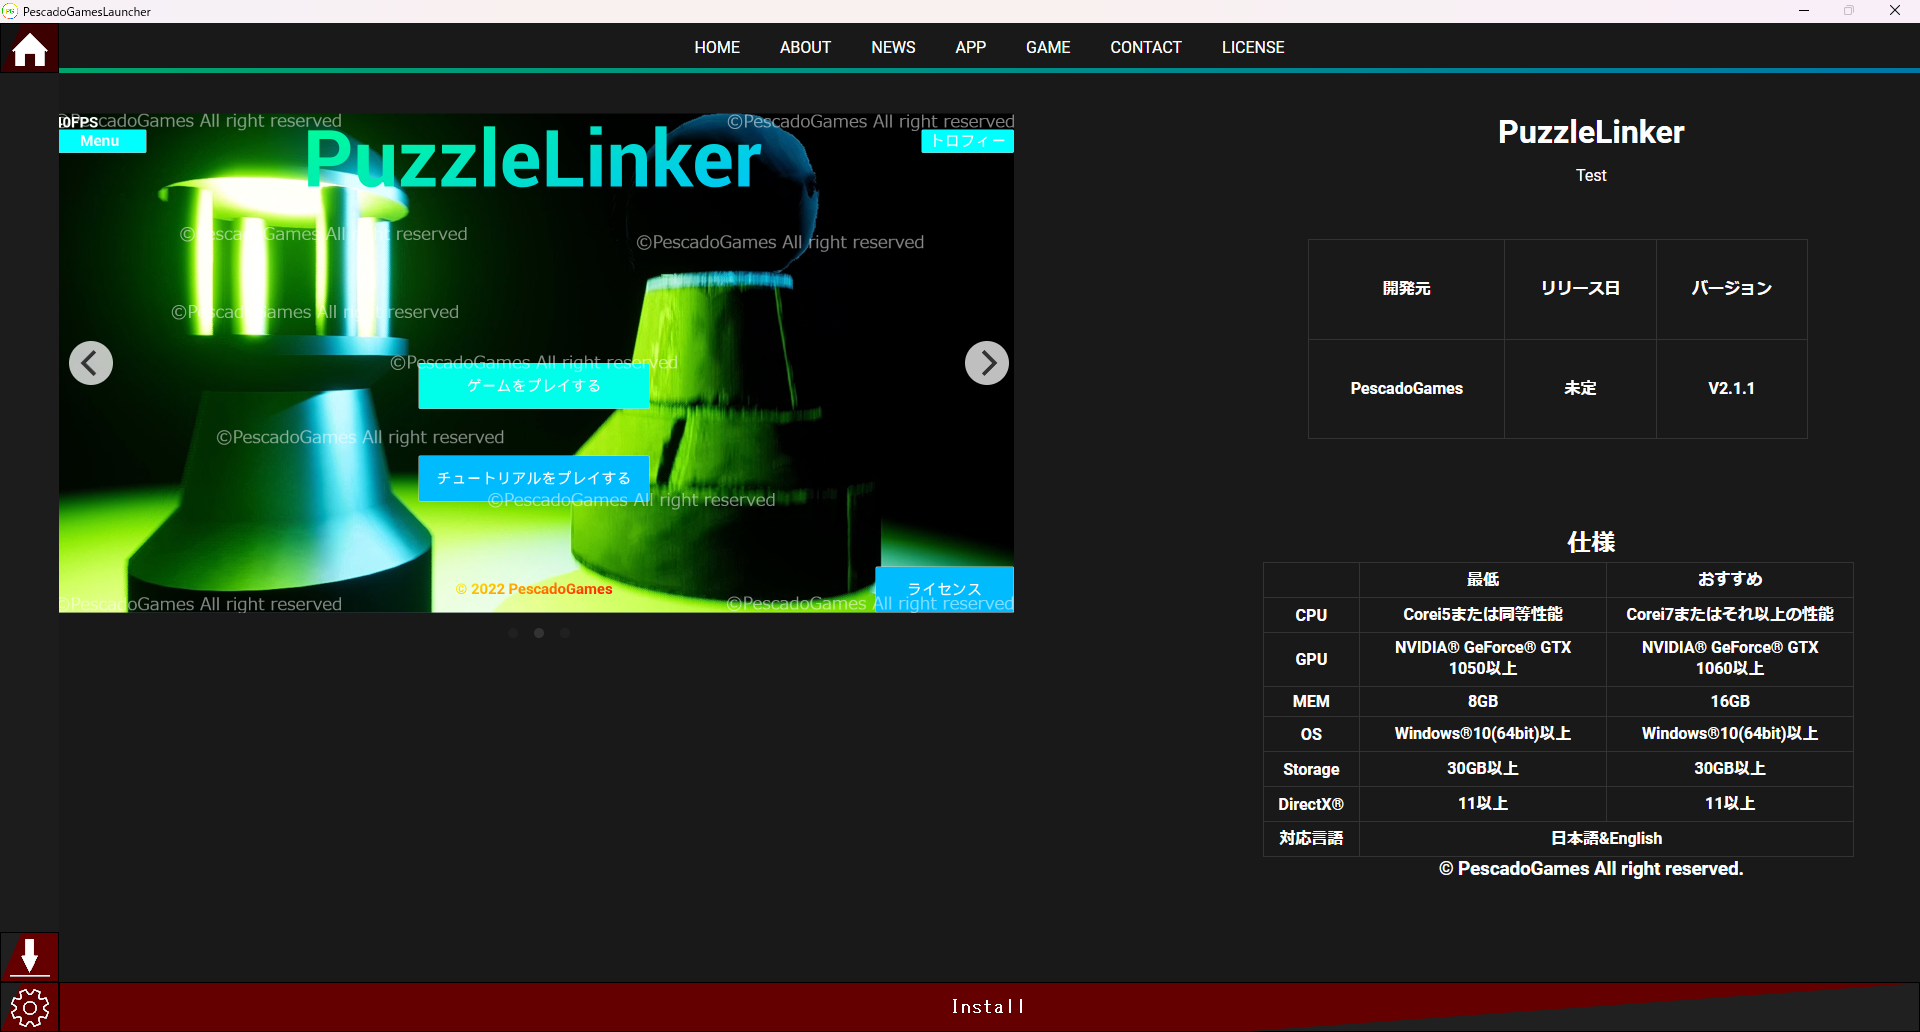 PescadoGamesLauncher
HOME ABOUT NEWS APP GAME CONTACT LICENSE
©PescadoGames All right reserved
FPS
Menu
©PescadoGames All right reserved
トロフィー
PuzzleLinker
©PescadoGames All right reserved
©PescadoGames All right reserved
©PescadoGames All right reserved
©PescadoGames All right reserved
ゲームをプレイする
©PescadoGames All right reserved
チュートリアルをプレイする
©PescadoGames All right reserved
© 2022 PescadoGames
ライセンス
©PescadoGames All right reserved
©PescadoGames All right reserved
PuzzleLinker
Test
開発元 リリース日 バージョン
PescadoGames 未定 V2.1.1
仕様
最低 おすすめ
CPU Corei5または同等性能 Corei7またはそれ以上の性能
GPU NVIDIA® GeForce® GTX 1050以上 NVIDIA® GeForce® GTX 1060以上
MEM 8GB 16GB
OS Windows®10(64bit)以上 Windows®10(64bit)以上
Storage 30GB以上 30GB以上
DirectX® 11以上 11以上
対応言語 日本語&English
© PescadoGames All right reserved.
Install